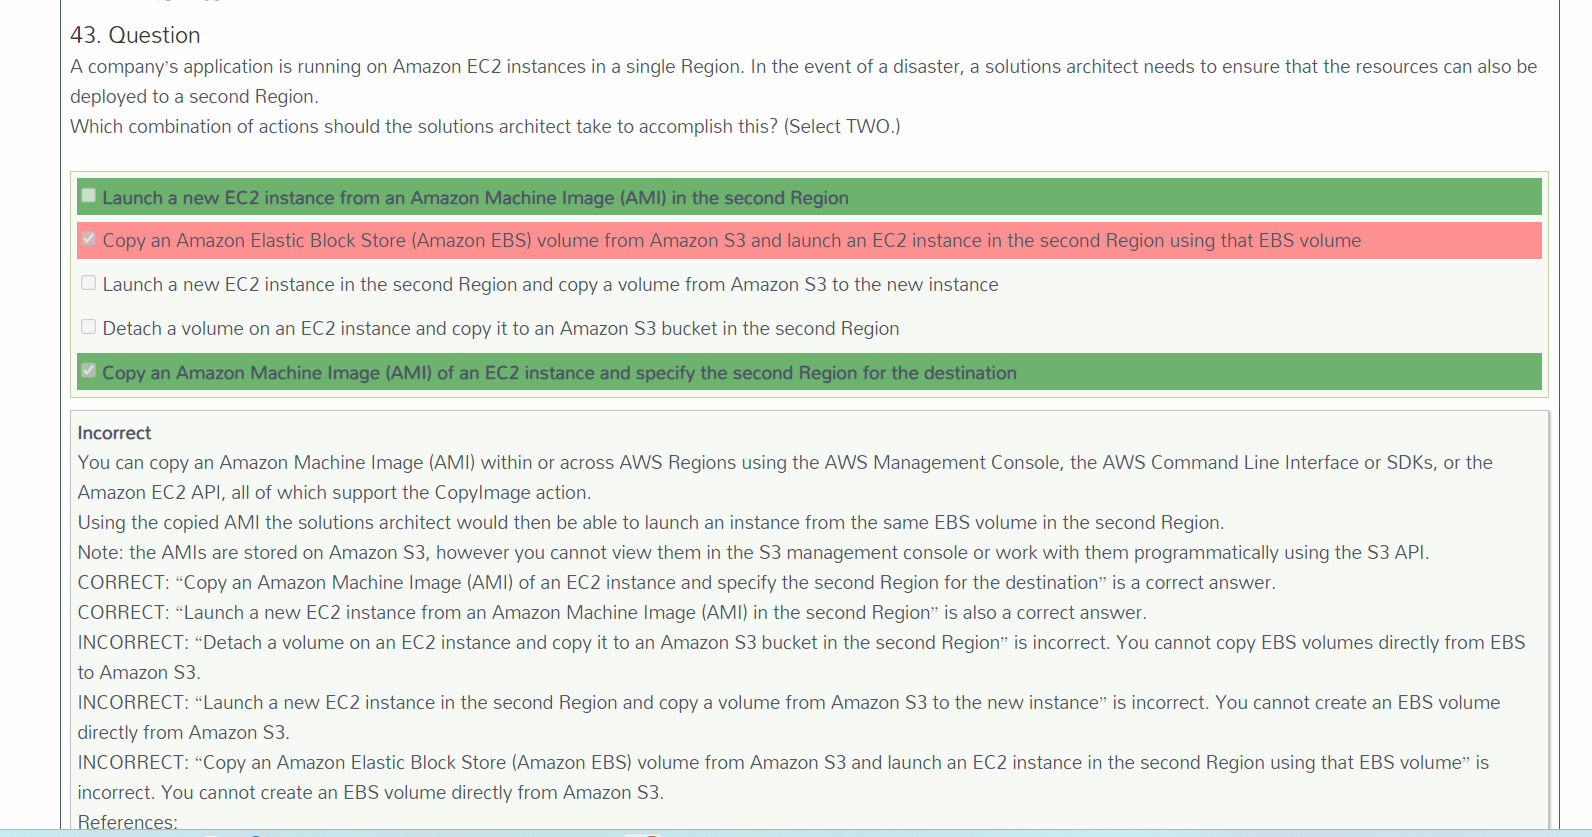 43. Question
A company's application is running on Amazon EC2 instances in a single Region. In the event of a disaster, a solutions architect needs to ensure that the resources can also be
deployed to a second Region.
Which combination of actions should the solutions architect take to accomplish this? (Select TWO.)
Launch a new EC2 instance from an Amazon Machine Image (AMI) in the second Region
Copy an Amazon Elastic Block Store (Amazon EBS) volume from Amazon S3 and launch an EC2 instance in the second Region using that EBS volume
Launch a new EC2 instance in the second Region and copy a volume from Amazon S3 to the new instance
Detach a volume on an EC2 instance and copy it to an Amazon S3 bucket in the second Region
Copy an Amazon Machine Image (AMI) of an EC2 instance and specify the second Region for the destination
Incorrect
You can copy an Amazon Machine Image (AMI) within or across AWS Regions using the AWS Management Console, the AWS Command Line Interface or SDKs, or the
Amazon EC2 API, all of which support the CopyImage action.
Using the copied AMI the solutions architect would then be able to launch an instance from the same EBS volume in the second Region.
Note: the AMIs are stored on Amazon S3, however you cannot view them in the S3 management console or work with them programmatically using the S3 API.
CORRECT: “Copy an Amazon Machine Image (AMI) of an EC2 instance and specify the second Region for the destination” is a correct answer.
CORRECT: “Launch a new EC2 instance from an Amazon Machine Image (AMI) in the second Region” is also a correct answer.
INCORRECT: “Detach a volume on an EC2 instance and copy it to an Amazon S3 bucket in the second Region” is incorrect. You cannot copy EBS volumes directly from EBS
to Amazon S3.
INCORRECT: “Launch a new EC2 instance in the second Region and copy a volume from Amazon S3 to the new instance” is incorrect. You cannot create an EBS volume
directly from Amazon S3.
INCORRECT: “Copy an Amazon Elastic Block Store (Amazon EBS) volume from Amazon S3 and launch an EC2 instance in the second Region using that EBS volume” is
incorrect. You cannot create an EBS volume directly from Amazon S3.
References: